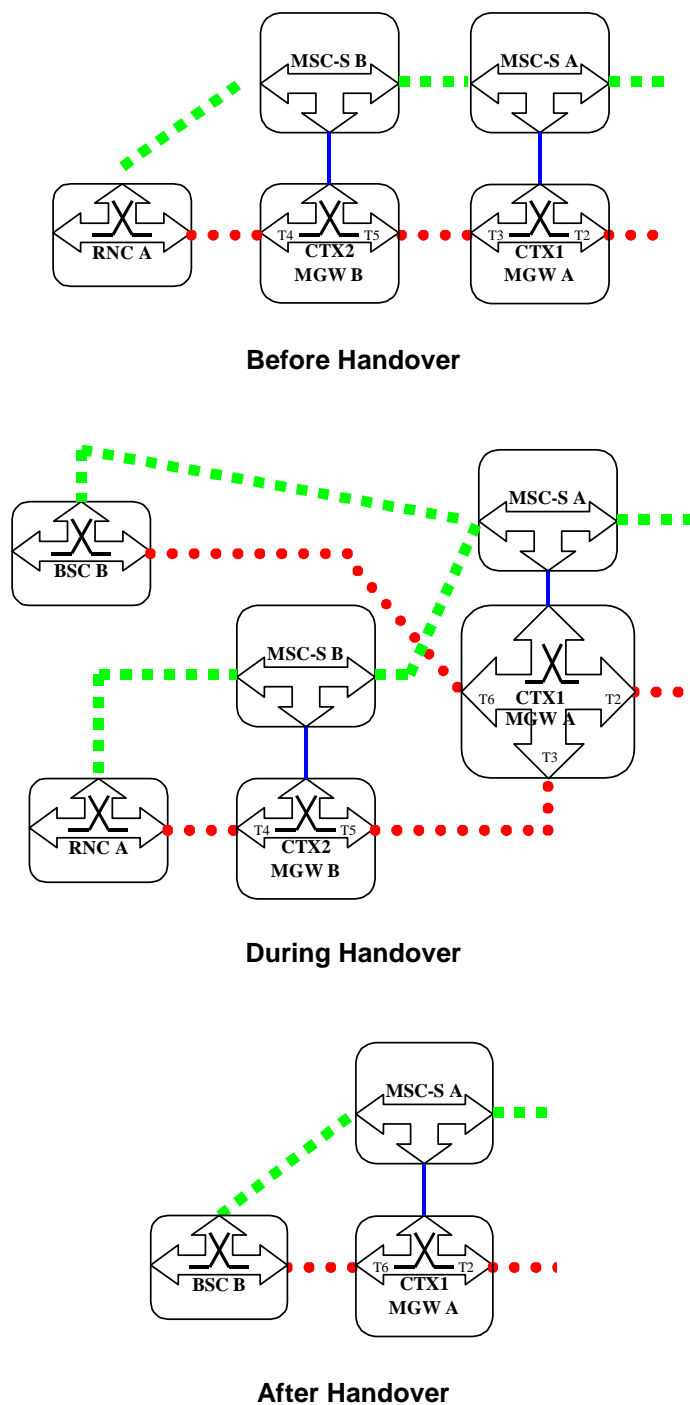 MSC-S B
MSC-S A
RNC A
T4
T5
CTX2
MGW B
T3
T2
CTX1
MGW A
Before Handover
MSC-S A
BSC B
MSC-S B
T6
CTX1
T2
MGW A
T3
RNC A
T4
T5
CTX2
MGW B
During Handover
MSC-S A
BSC B
T6
T2
CTX1
MGW A
After Handover